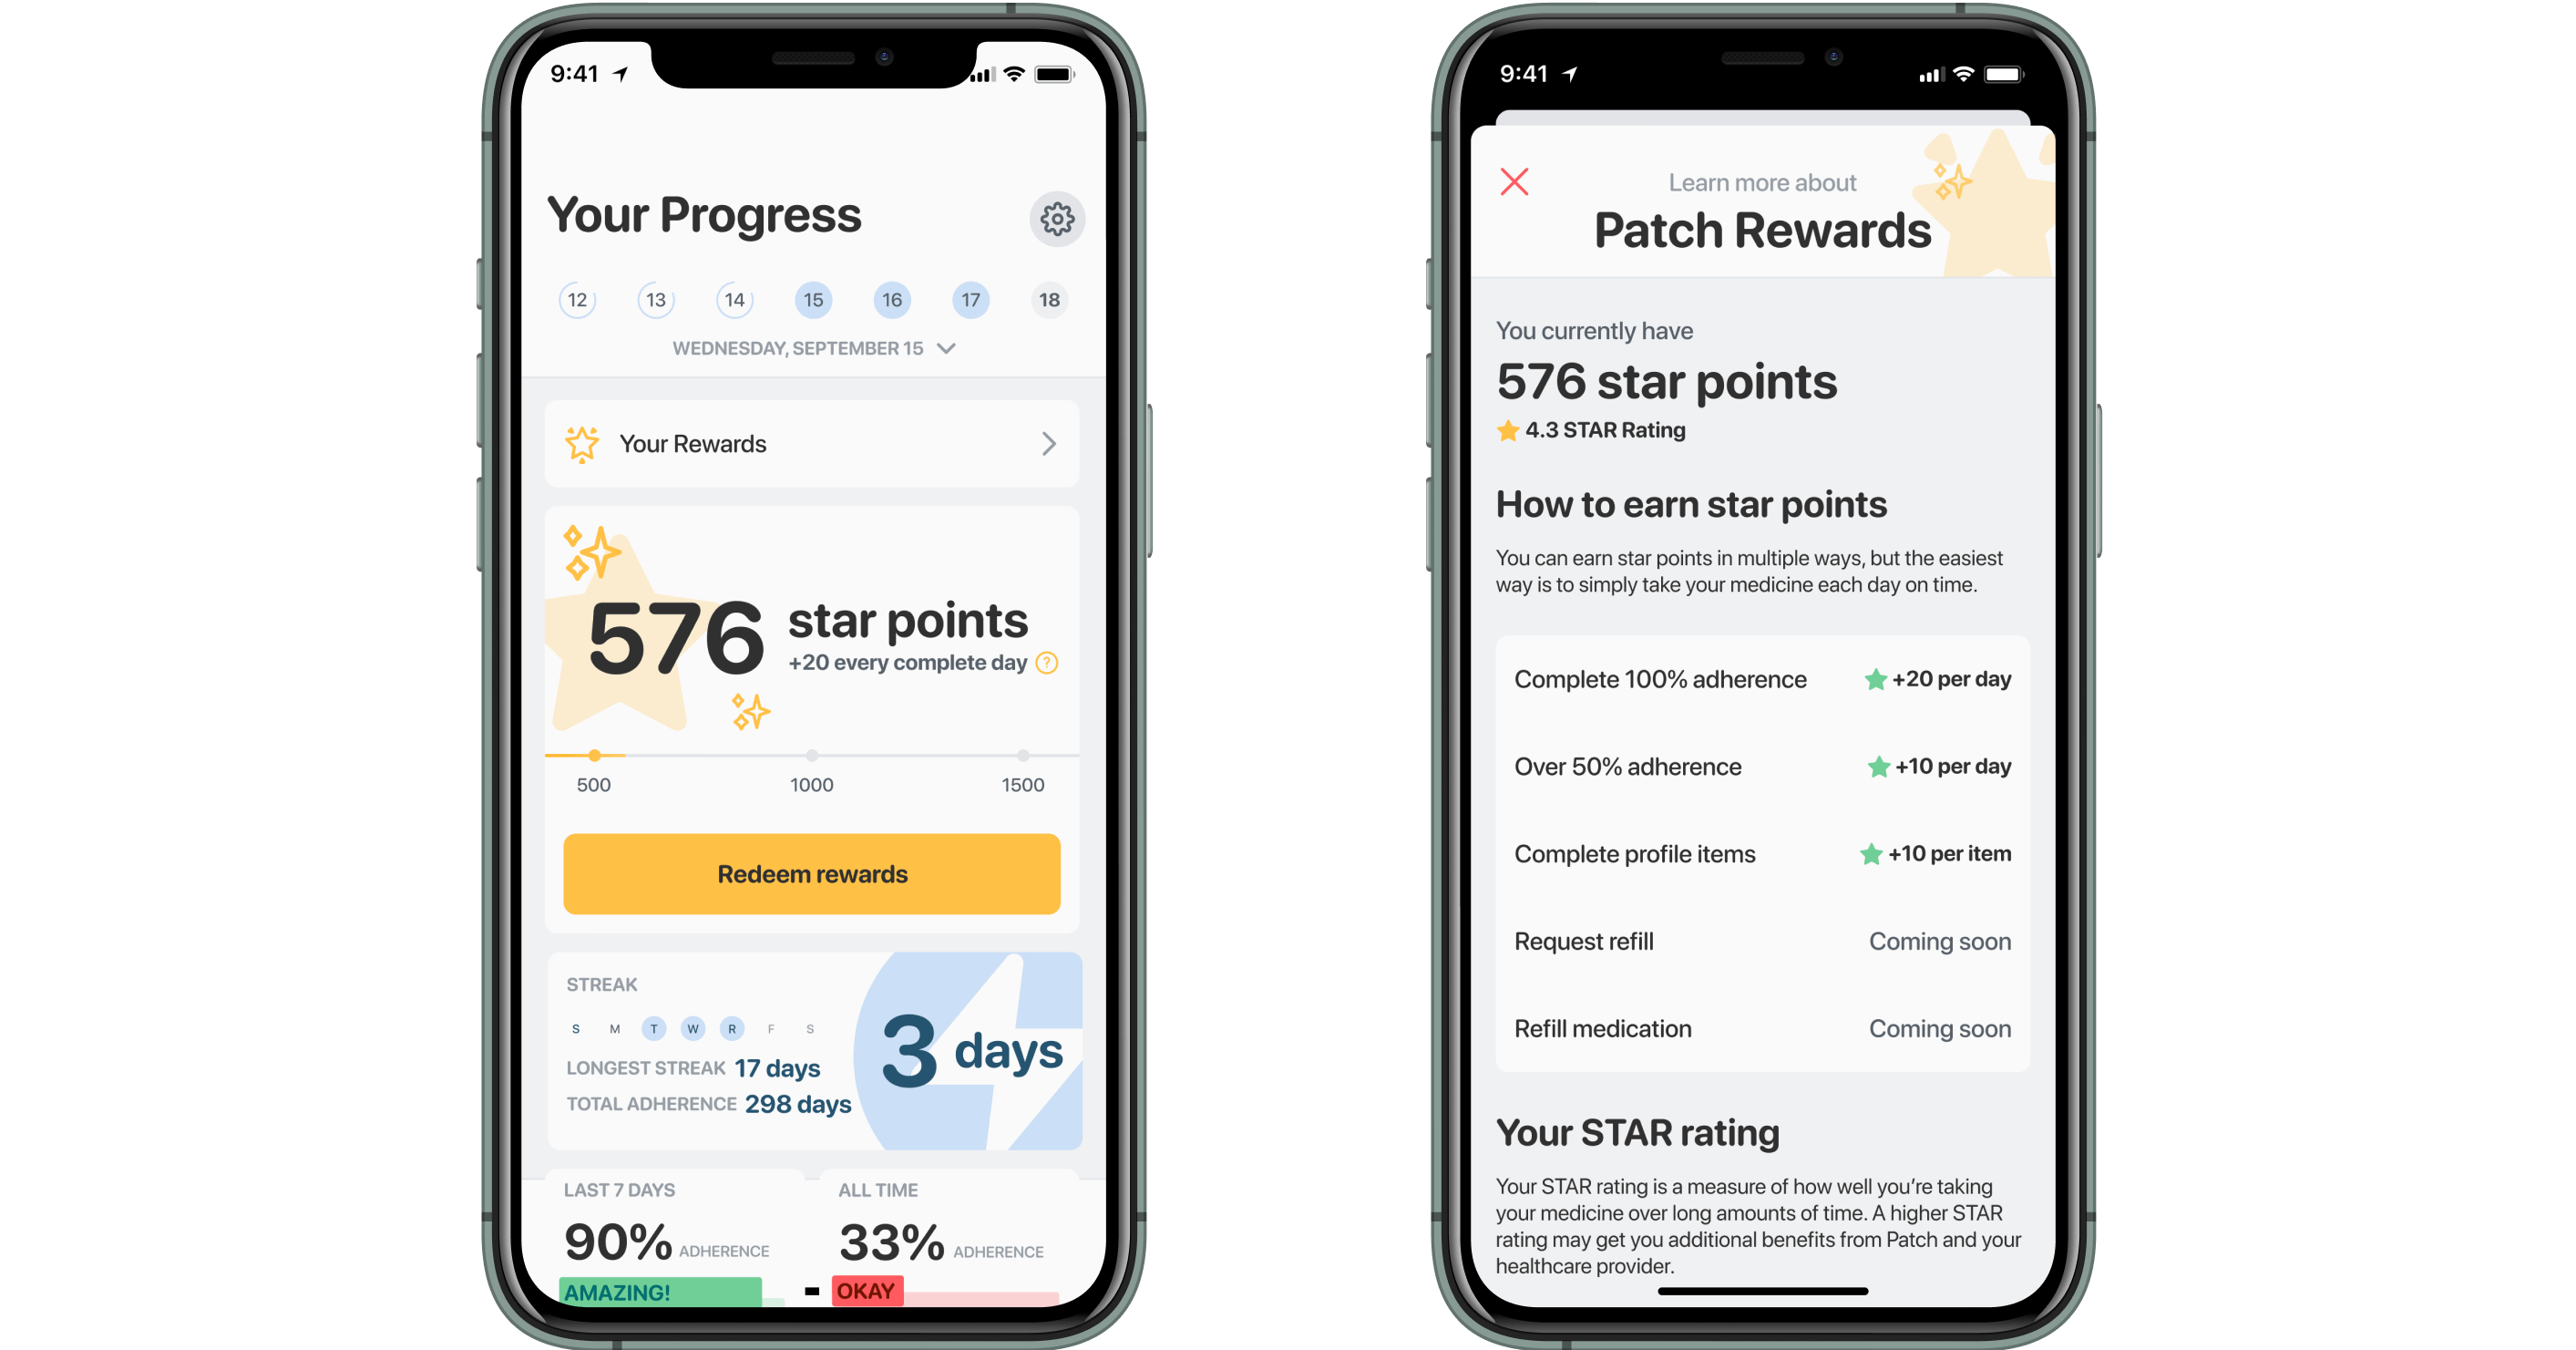 9:41
Your Progress
12 13 14 15 16 17 18
WEDNESDAY, SEPTEMBER 15
Your Rewards
576 star points
+20 every complete day ?
500 1000 1500
Redeem rewards
STREAK
S M T W R F S
LONGEST STREAK 17 days
TOTAL ADHERENCE 298 days
3 days
LAST 7 DAYS
90% ADHERENCE
AMAZING!
ALL TIME
33% ADHERENCE
OKAY
9:41
Learn more about
Patch Rewards
You currently have
576 star points
4.3 STAR Rating
How to earn star points
You can earn star points in multiple ways, but the easiest
way is to simply take your medicine each day on time.
Complete 100% adherence +20 per day
Over 50% adherence +10 per day
Complete profile items +10 per item
Request refill Coming soon
Refill medication Coming soon
Your STAR rating
Your STAR rating is a measure of how well you’re taking
your medicine over long amounts of time. A higher STAR
rating may get you additional benefits from Patch and your
healthcare provider.